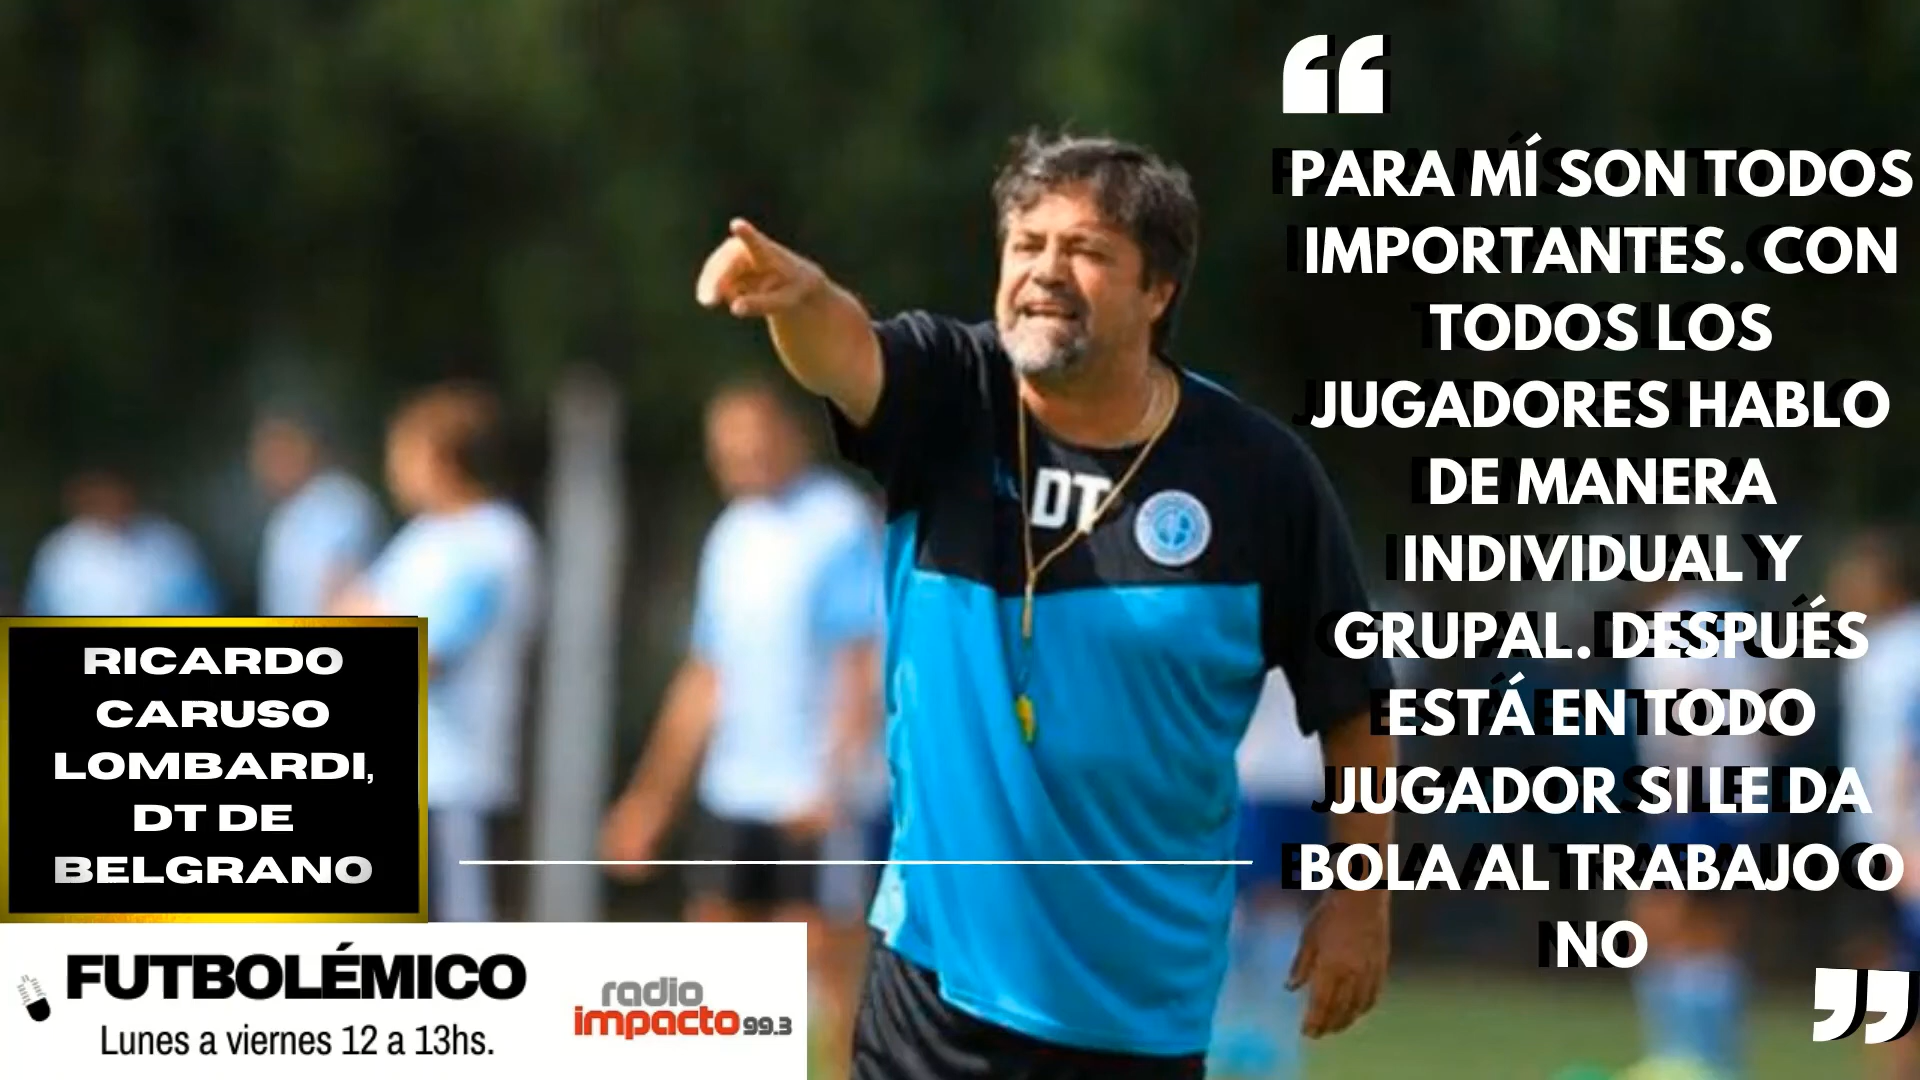 “
PARA MÍ SON TODOS
IMPORTANTES. CON
TODOS LOS
JUGADORES HABLO
DE MANERA
INDIVIDUAL Y
GRUPAL. DESPUÉS
ESTÁ EN TODO
JUGADOR SI LE DA
BOLA AL TRABAJO O
NO
”
DT
RICARDO
CARUSO
LOMBARDI,
DT DE
BELGRANO
FUTBOLÉMICO
Lunes a viernes 12 a 13hs.
radio
impacto 99.3